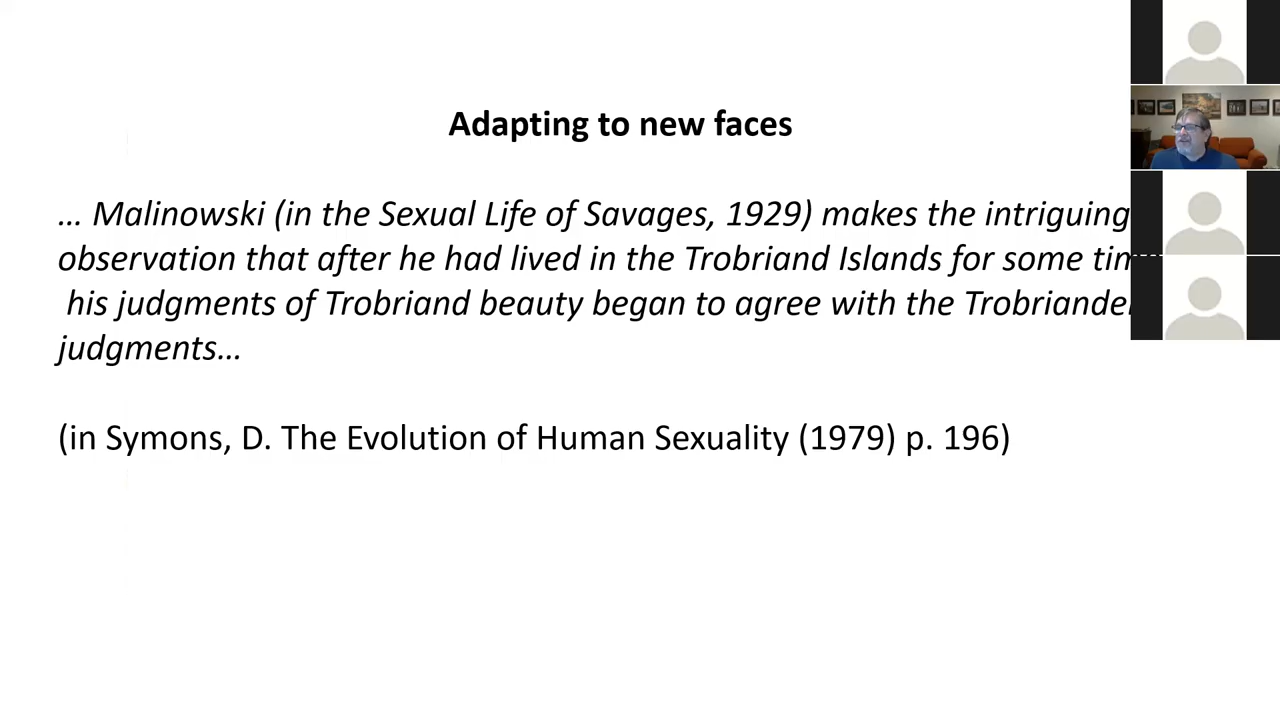 Adapting to new faces
… Malinowski (in the Sexual Life of Savages, 1929) makes the intriguing
observation that after he had lived in the Trobriand Islands for some
his judgments of Trobriand beauty began to agree with the
judgments…
(in Symons, D. The Evolution of Human Sexuality (1979) p. 196)